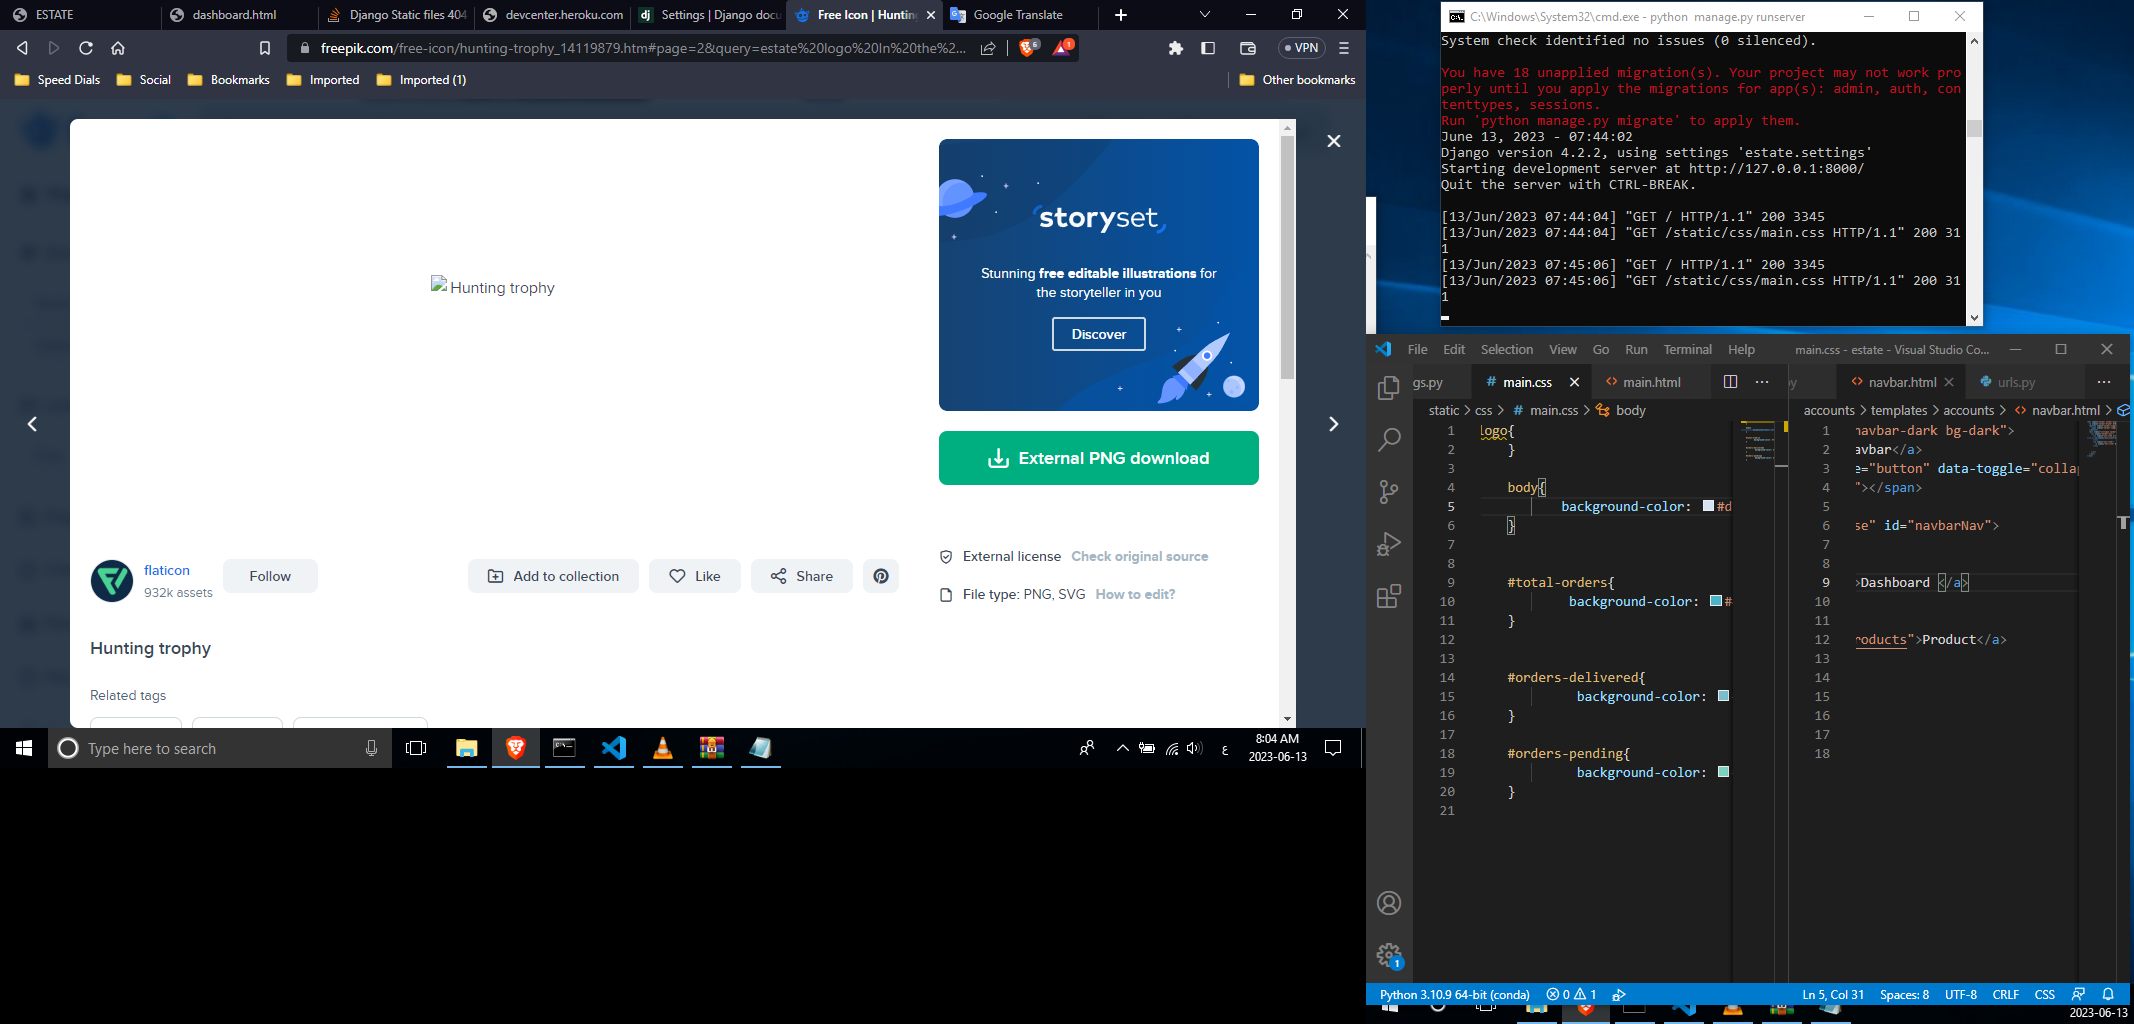 ESTATE
dashboard.html
Django Static files 404
devcenter.heroku.com
dj Settings | Django docu
Free Icon | Hunting
Google Translate
freepik.com/free-icon/hunting-trophy_14119879.htm#page=2&query=estate%20logo%20In%20the%2...
6
1
VPN
Speed Dials
Social
Bookmarks
Imported
Imported (1)
Other bookmarks
Hunting trophy
storyset
Stunning free editable illustrations for
the storyteller in you
Discover
External PNG download
External license Check original source
File type: PNG, SVG How to edit?
flaticon
932k assets
Follow
Add to collection
Like
Share
Hunting trophy
Related tags
Type here to search
ع
8:04 AM
2023-06-13
C:\Windows\System32\cmd.exe - python manage.py runserver
System check identified no issues (0 silenced).
You have 18 unapplied migration(s). Your project may not work pro
perly until you apply the migrations for app(s): admin, auth, con
tenttypes, sessions.
Run 'python manage.py migrate' to apply them.
June 13, 2023 - 07:44:02
Django version 4.2.2, using settings 'estate.settings'
Starting development server at http://127.0.0.1:8000/
Quit the server with CTRL-BREAK.
[13/Jun/2023 07:44:04] "GET / HTTP/1.1" 200 3345
[13/Jun/2023 07:44:04] "GET /static/css/main.css HTTP/1.1" 200 31
1
[13/Jun/2023 07:45:06] "GET / HTTP/1.1" 200 3345
[13/Jun/2023 07:45:06] "GET /static/css/main.css HTTP/1.1" 200 31
1
File Edit Selection View Go Run Terminal Help
main.css - estate - Visual Studio Co...
gs.py
# main.css
main.html
navbar.html
urls.py
static > css > # main.css > body
1 logo{
2 }
3
4 body{
5 background-color: #d
6 }
7
8
9 #total-orders{
10 background-color: #
11 }
12
13
14 #orders-delivered{
15 background-color:
16 }
17
18 #orders-pending{
19 background-color:
20 }
21
accounts > templates > accounts > navbar.html >
1 navbar-dark bg-dark">
2 avbar</a>
3 e="button" data-toggle="colla
4 "></span>
5
6 se" id="navbarNav">
7
8
9 >Dashboard </a>
10
11
12 roducts">Product</a>
13
14
15
16
17
18
1
Python 3.10.9 64-bit (conda)
0 1
Ln 5, Col 31 Spaces: 8 UTF-8 CRLF CSS
2023-06-13